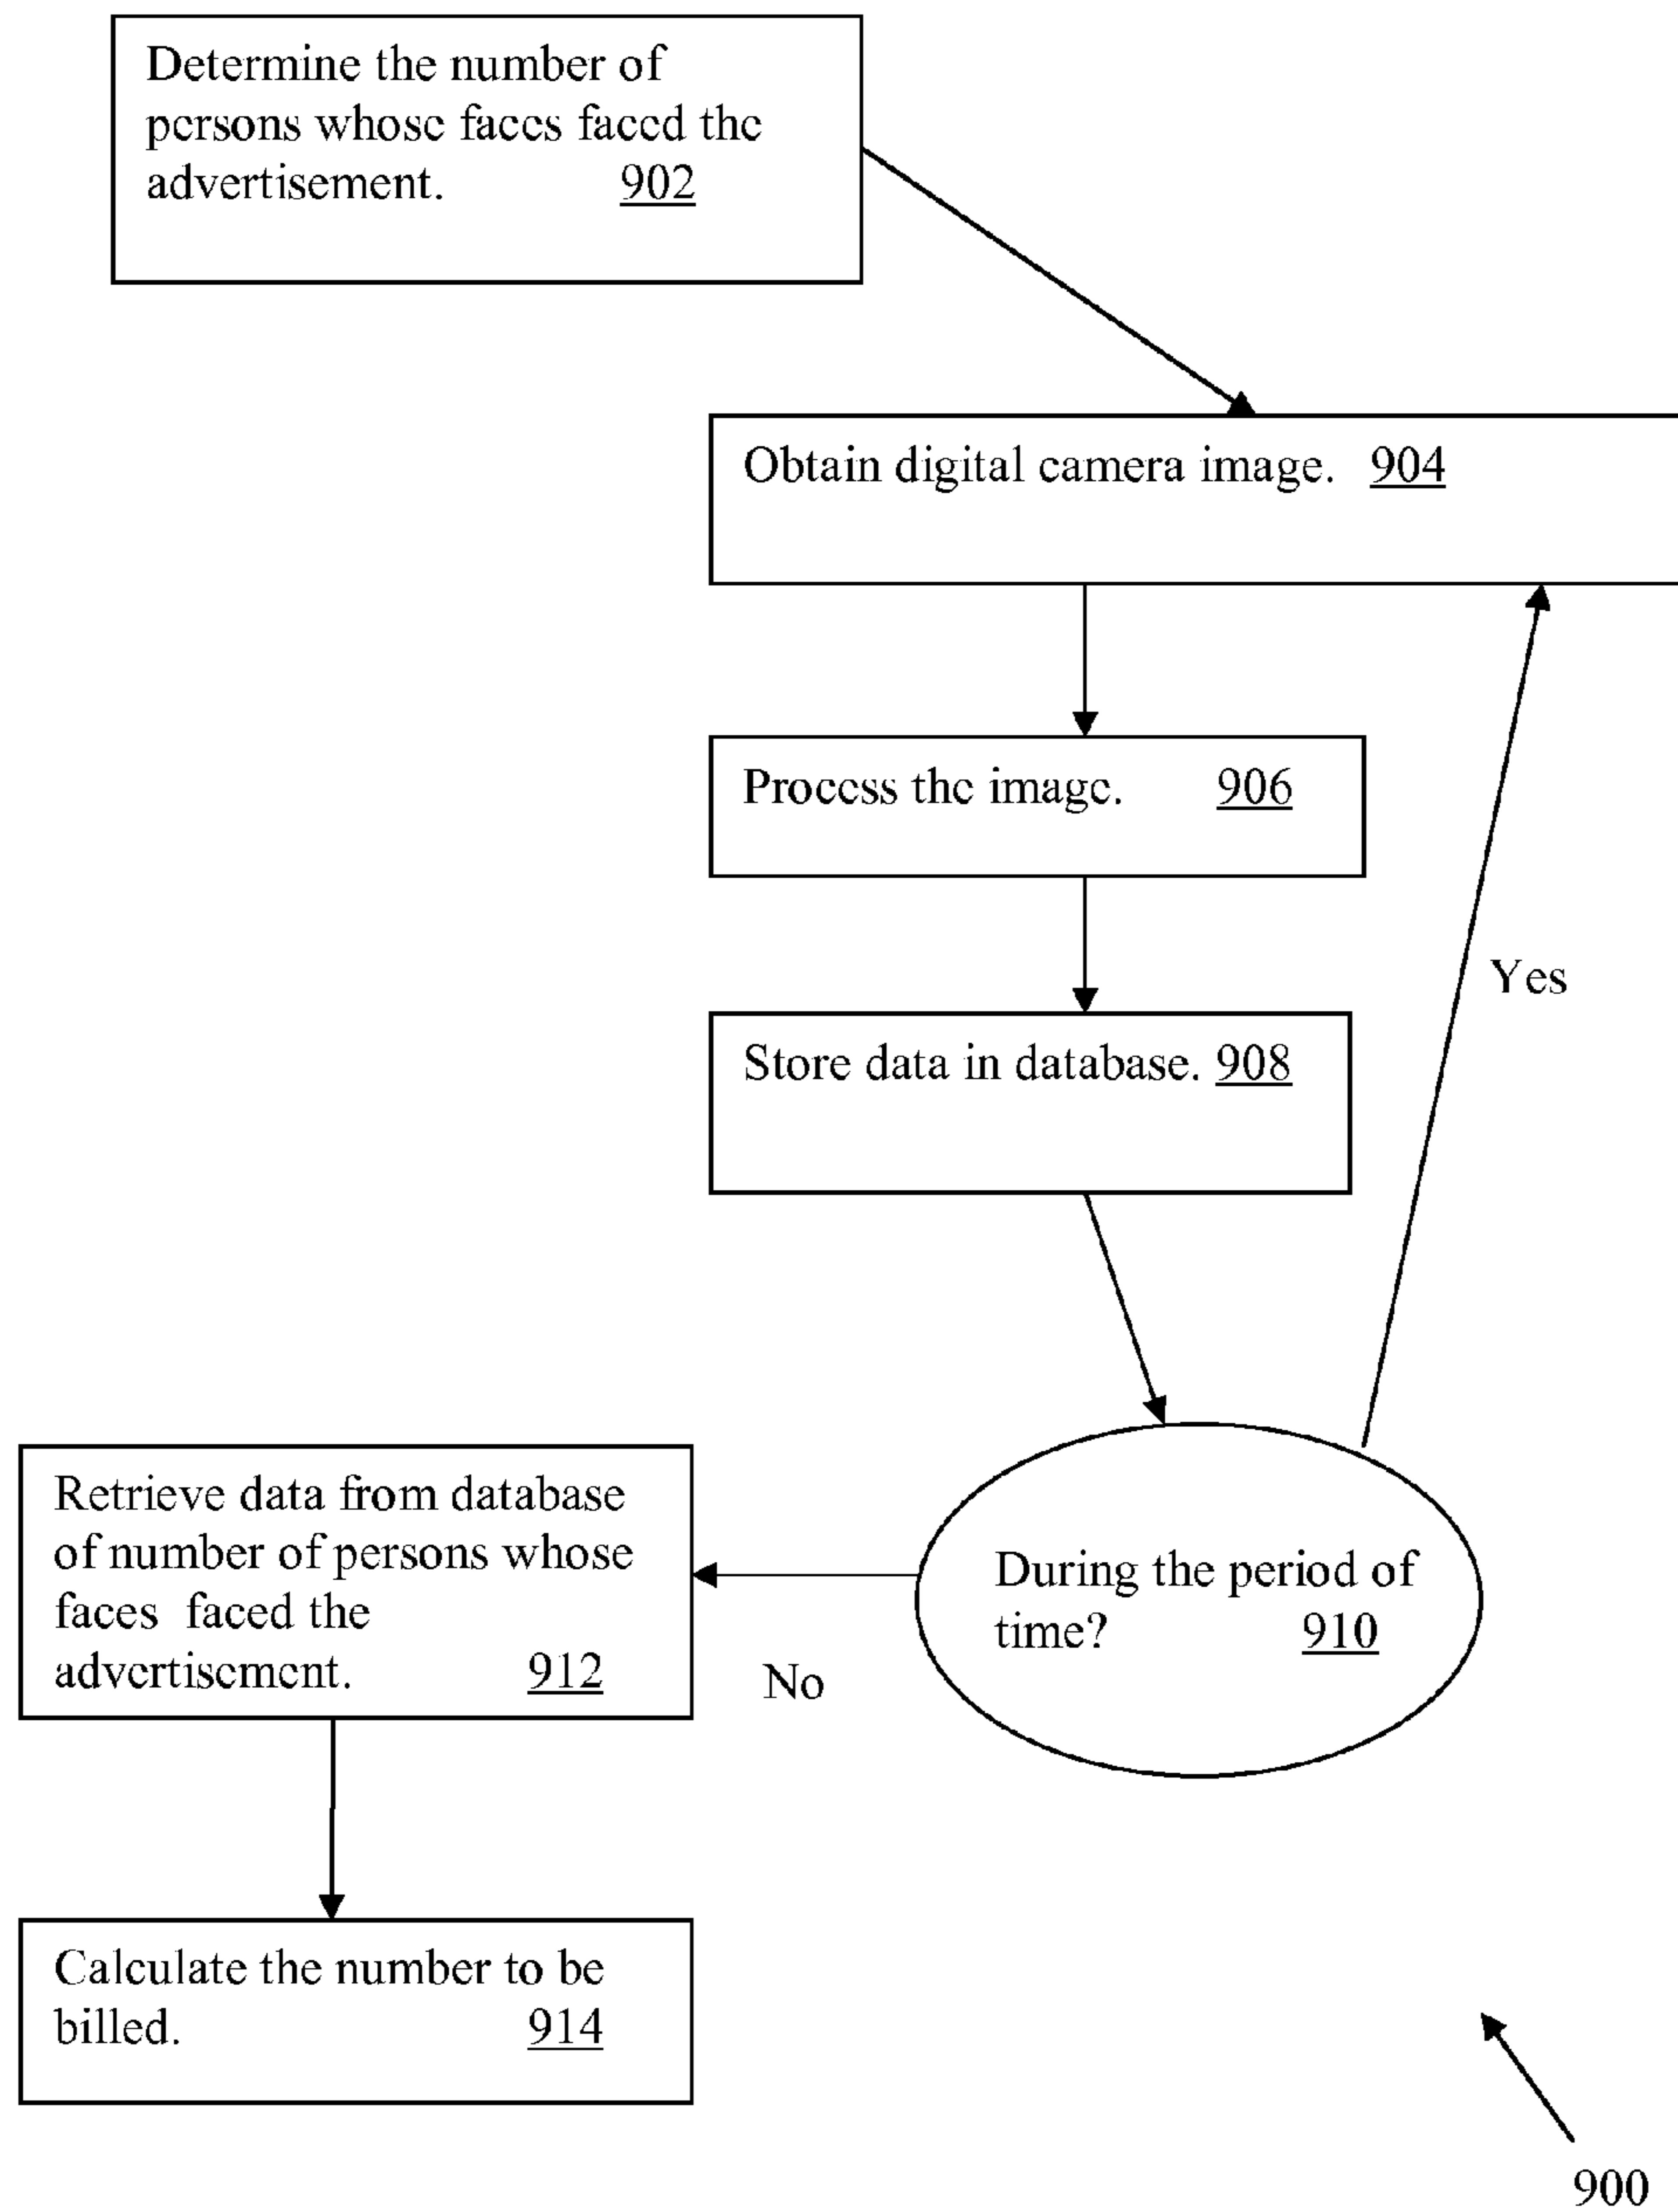 Determine the number of
persons whose faces faced the
advertisement. 902
Obtain digital camera image. 904
Process the image. 906
Yes
Store data in database. 908
Retrieve data from database
of number of persons whose
faces faced the
advertisement. 912
During the period of
time? 910
No
Calculate the number to be
billed. 914
900